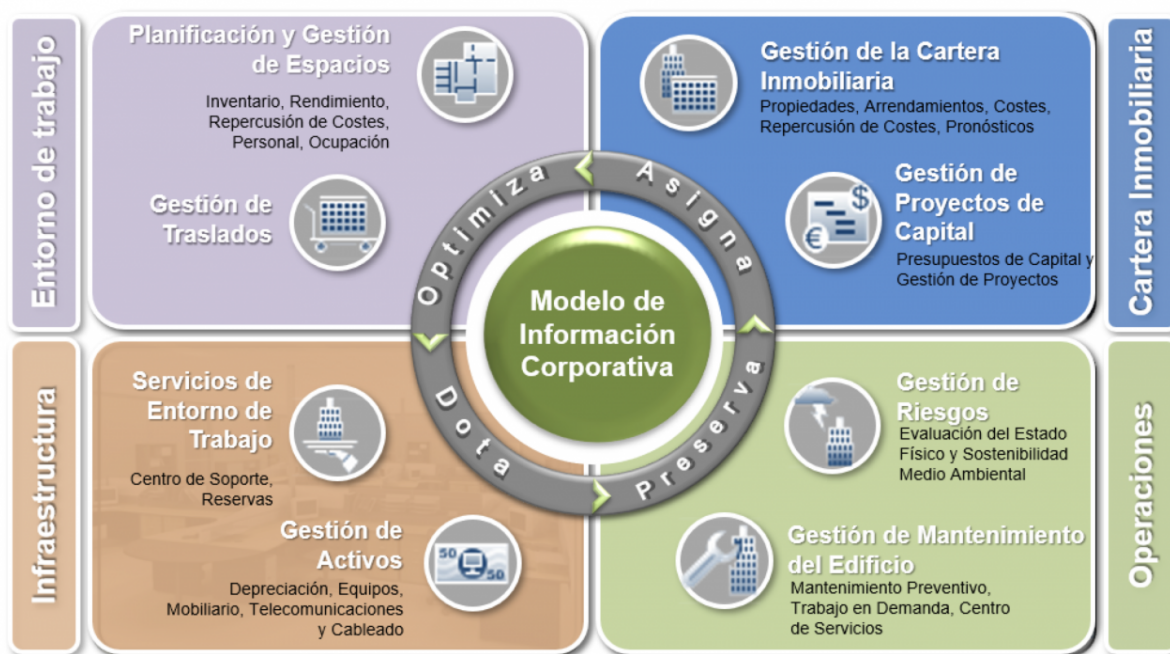 Entorno de trabajo
Planificación y Gestión
de Espacios
Inventario, Rendimiento,
Repercusión de Costes,
Personal, Ocupación
Gestión de
Traslados
Gestión de la Cartera
Inmobiliaria
Propiedades, Arrendamientos, Costes,
Repercusión de Costes, Pronósticos
Gestión de
Proyectos de
Capital
Presupuestos de Capital y
Gestión de Proyectos
$
€
Cartera Inmobiliaria
Optimiza
Asigna
Modelo de
Información
Corporativa
Dota
Preserva
Infraestructura
Servicios de
Entorno de
Trabajo
Centro de Soporte,
Reservas
Gestión de
Activos
50
50
Depreciación, Equipos,
Mobiliario, Telecomunicaciones
y Cableado
Gestión de
Riesgos
Evaluación del Estado
Físico y Sostenibilidad
Medio Ambiental
Gestión de Mantenimiento
del Edificio
Mantenimiento Preventivo,
Trabajo en Demanda, Centro
de Servicios
Operaciones